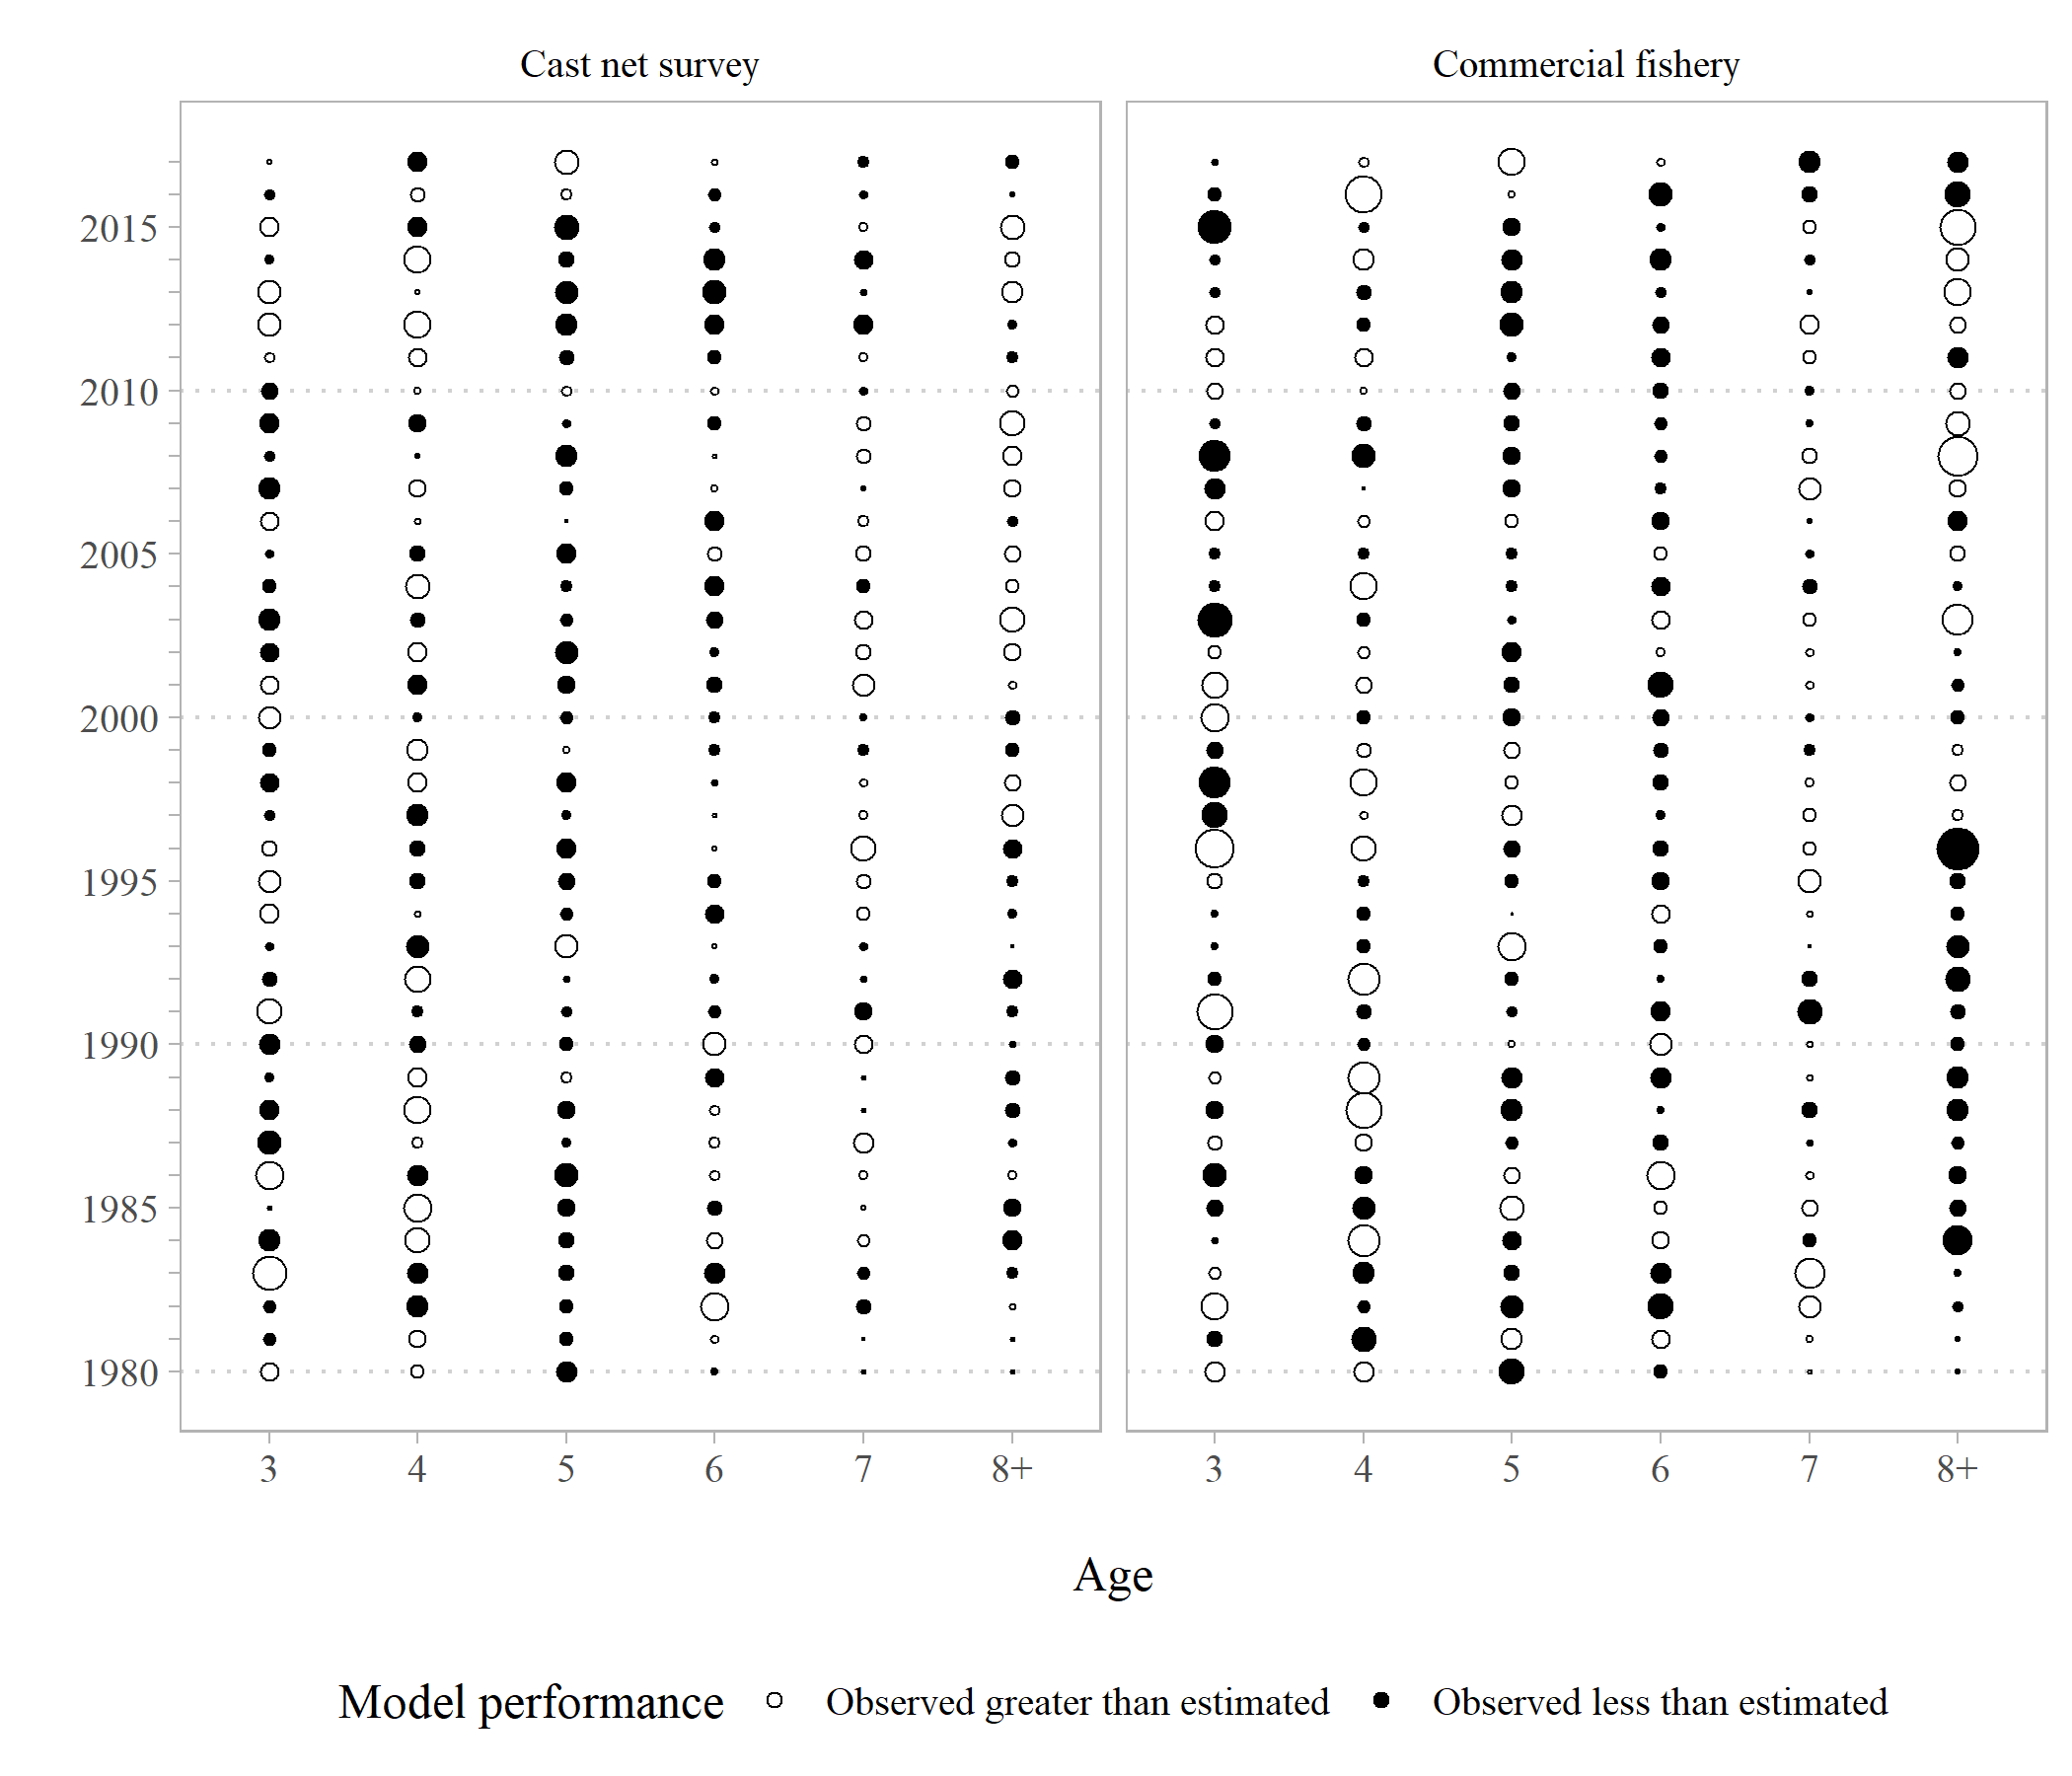 Cast net survey
Commercial fishery
2015
2010
2005
2000
1995
1990
1985
1980
3 4 5 6 7 8+
3 4 5 6 7 8+
Age
Model performance Observed greater than estimated Observed less than estimated